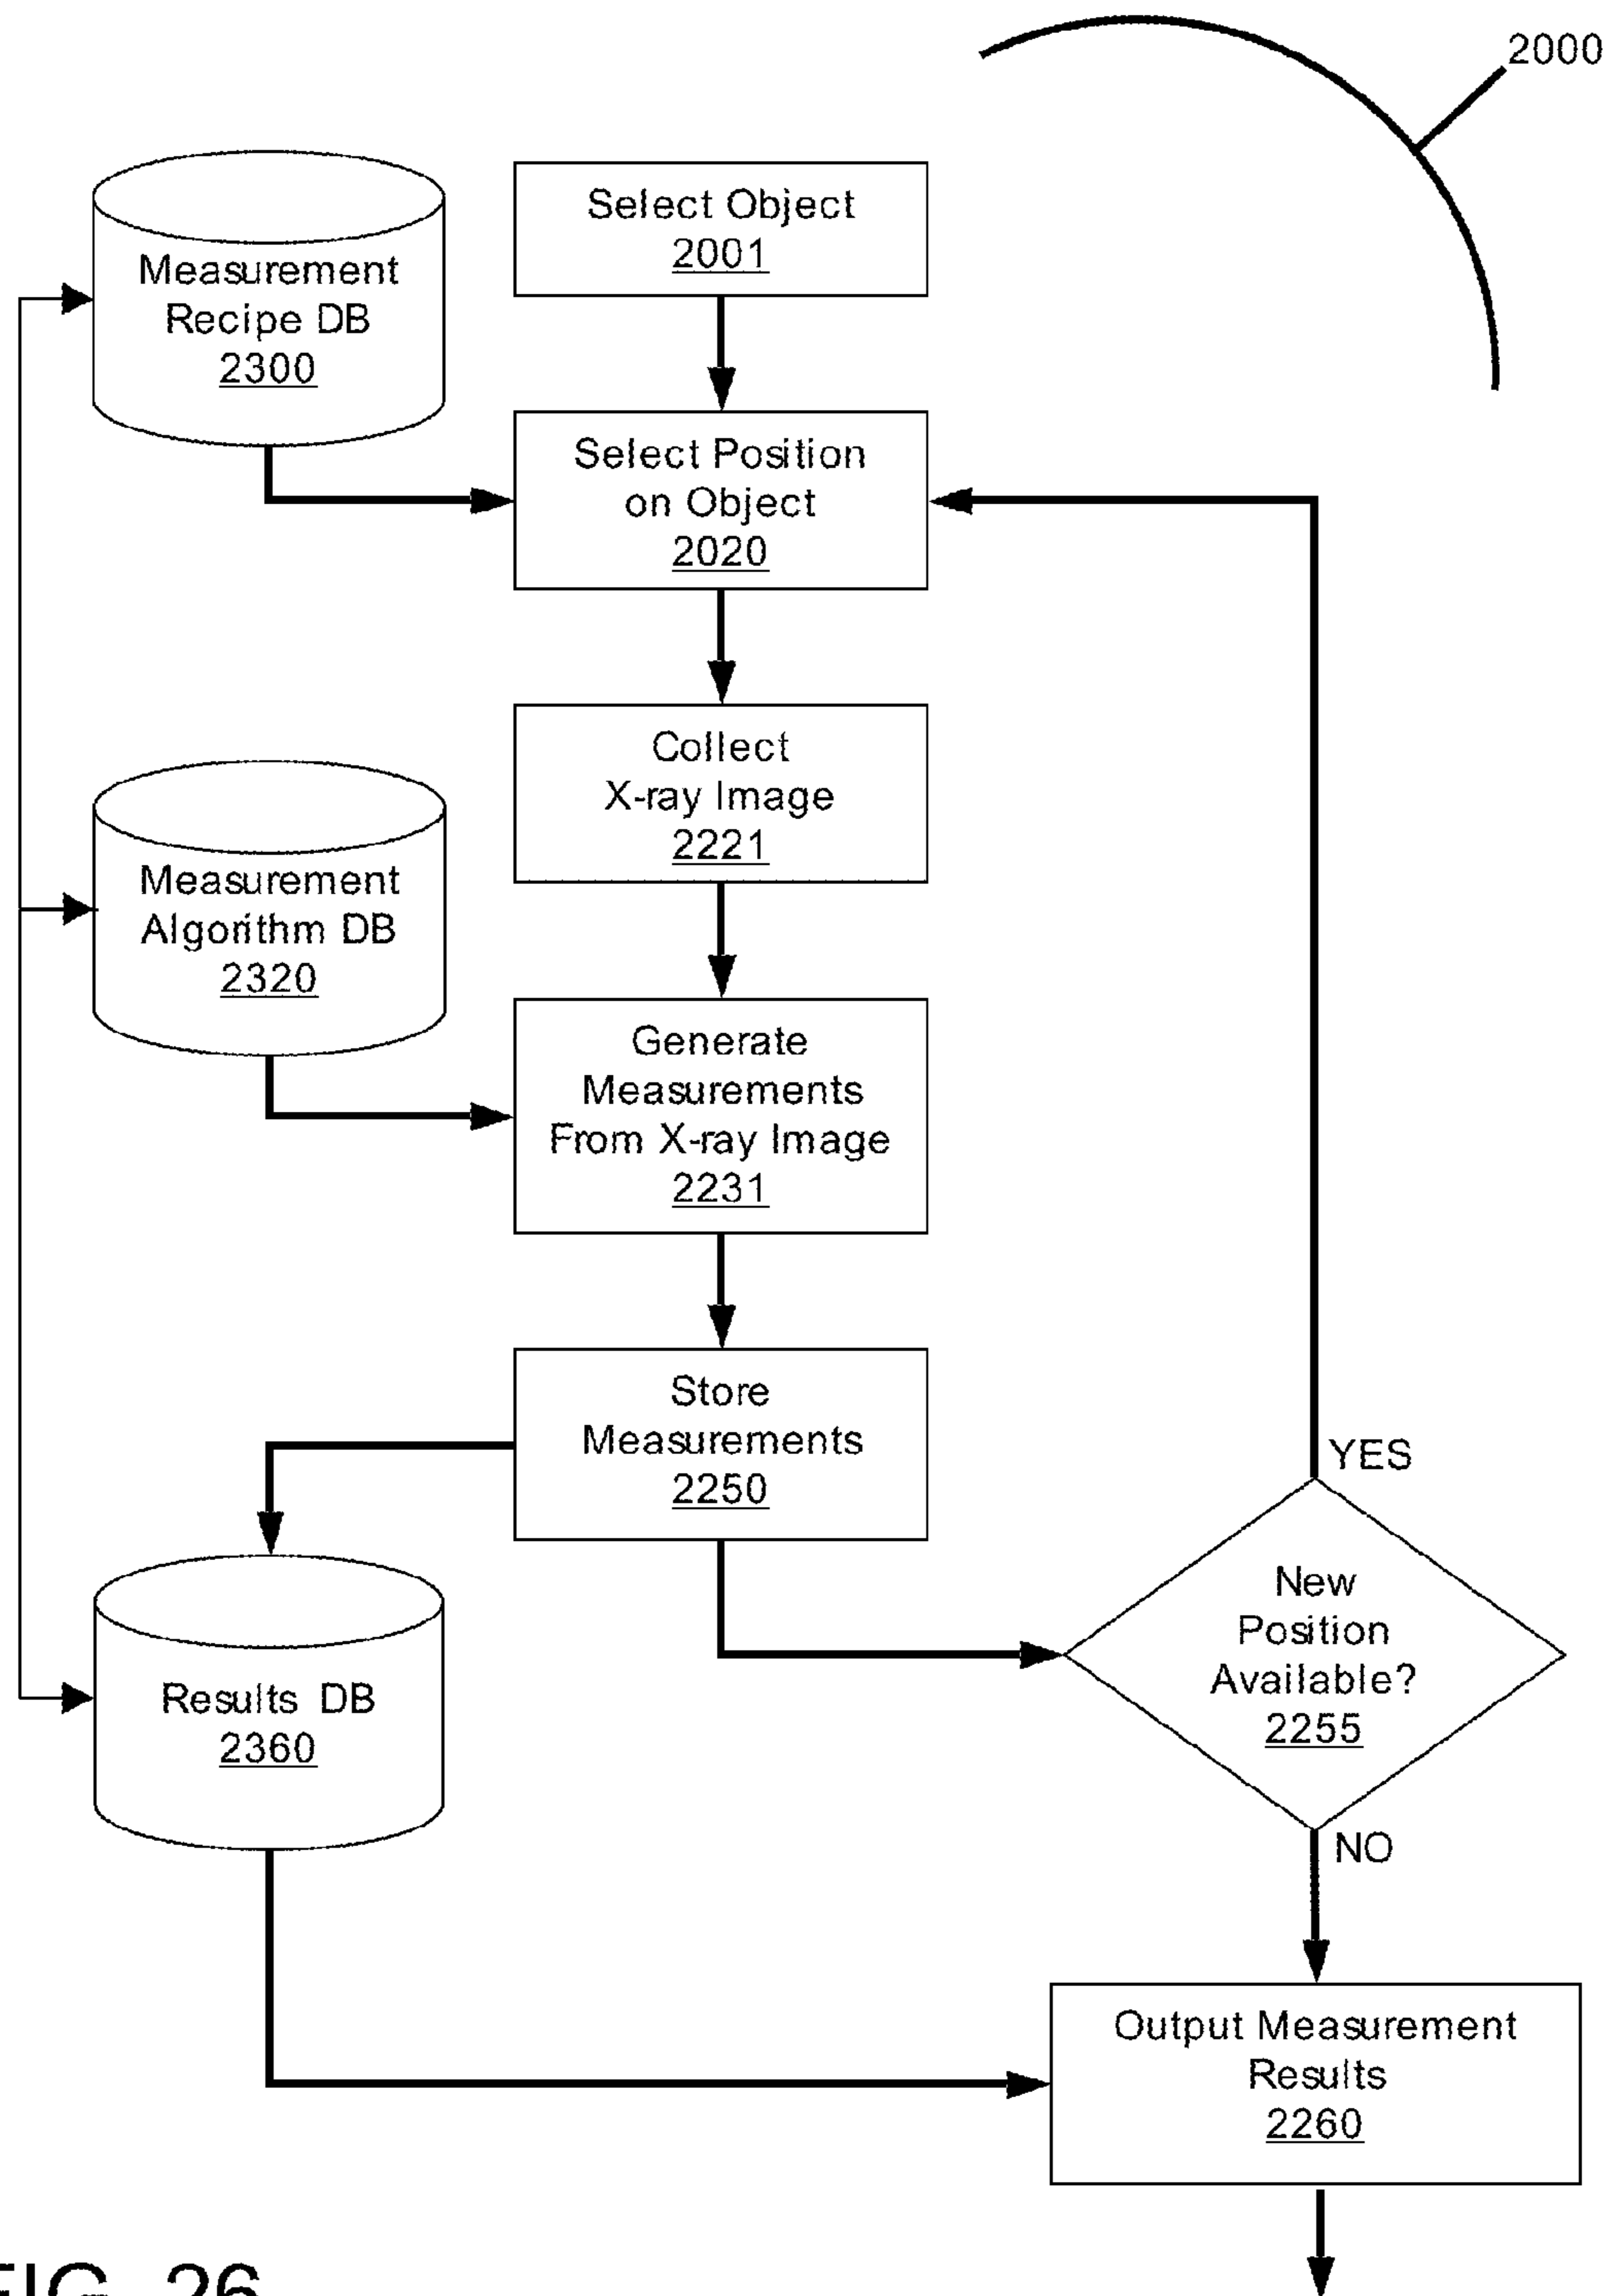 2000
Select Object
2001
Measurement
Recipe DB
2300
Select Position
on Object
2020
Collect
X-ray Image
2221
Measurement
Algorithm DB
2320
Generate
Measurements
From X-ray Image
2231
Store
Measurements
2250
YES
New
Position
Available?
2255
Results DB
2360
NO
Output Measurement
Results
2260
FIG. 26